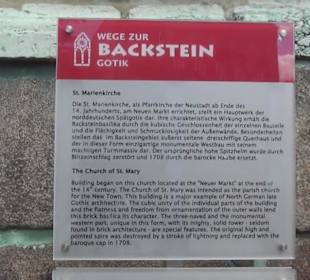 WEGE ZUR
BACKSTEIN
GOTIK
St. Marienkirche
Die St. Marienkirche, als Pfarrkirche der Neustadt ab Ende des
14. Jahrhunderts, am Neuen Markt errichtet, stellt ein Hauptwerk der
norddeutschen Spätgotik dar. Ihre charakteristische Wirkung erhält die
Backsteinbasilika durch die kubische Geschlossenheit der einzelnen Bauteile
und die Flächigkeit und Schmucklosigkeit der Außenwände. Besonderheiten
stellen das im Backsteingebiet äußerst seltene dreischiffige Querhaus und
der in dieser Form einzigartige monumentale Westbau mit seinem
mächtigen Turmmassiv dar. Der ursprüngliche hohe Spitzhelm wurde durch
Blitzeinschlag zerstört und 1708 durch die barocke Haube ersetzt.
The Church of St. Mary
Building began on this church located at the "Neuer Markt" at the end of
the 14th century. The Church of St. Mary was intended as the parish church
for the New Town. This building is a major example of North German late
Gothic architecture. The cubic unity of the individual parts of the building
and the flatness and freedom from ornamentation of the outer walls lend
this brick basilica its character. The three-naved and the monumental
western part, unique in this form, with its mighty, solid tower - seldom
found in brick architecture - are special features. The original high and
pointed spire was destroyed by a stroke of lightning and replaced with the
baroque cap in 1708.